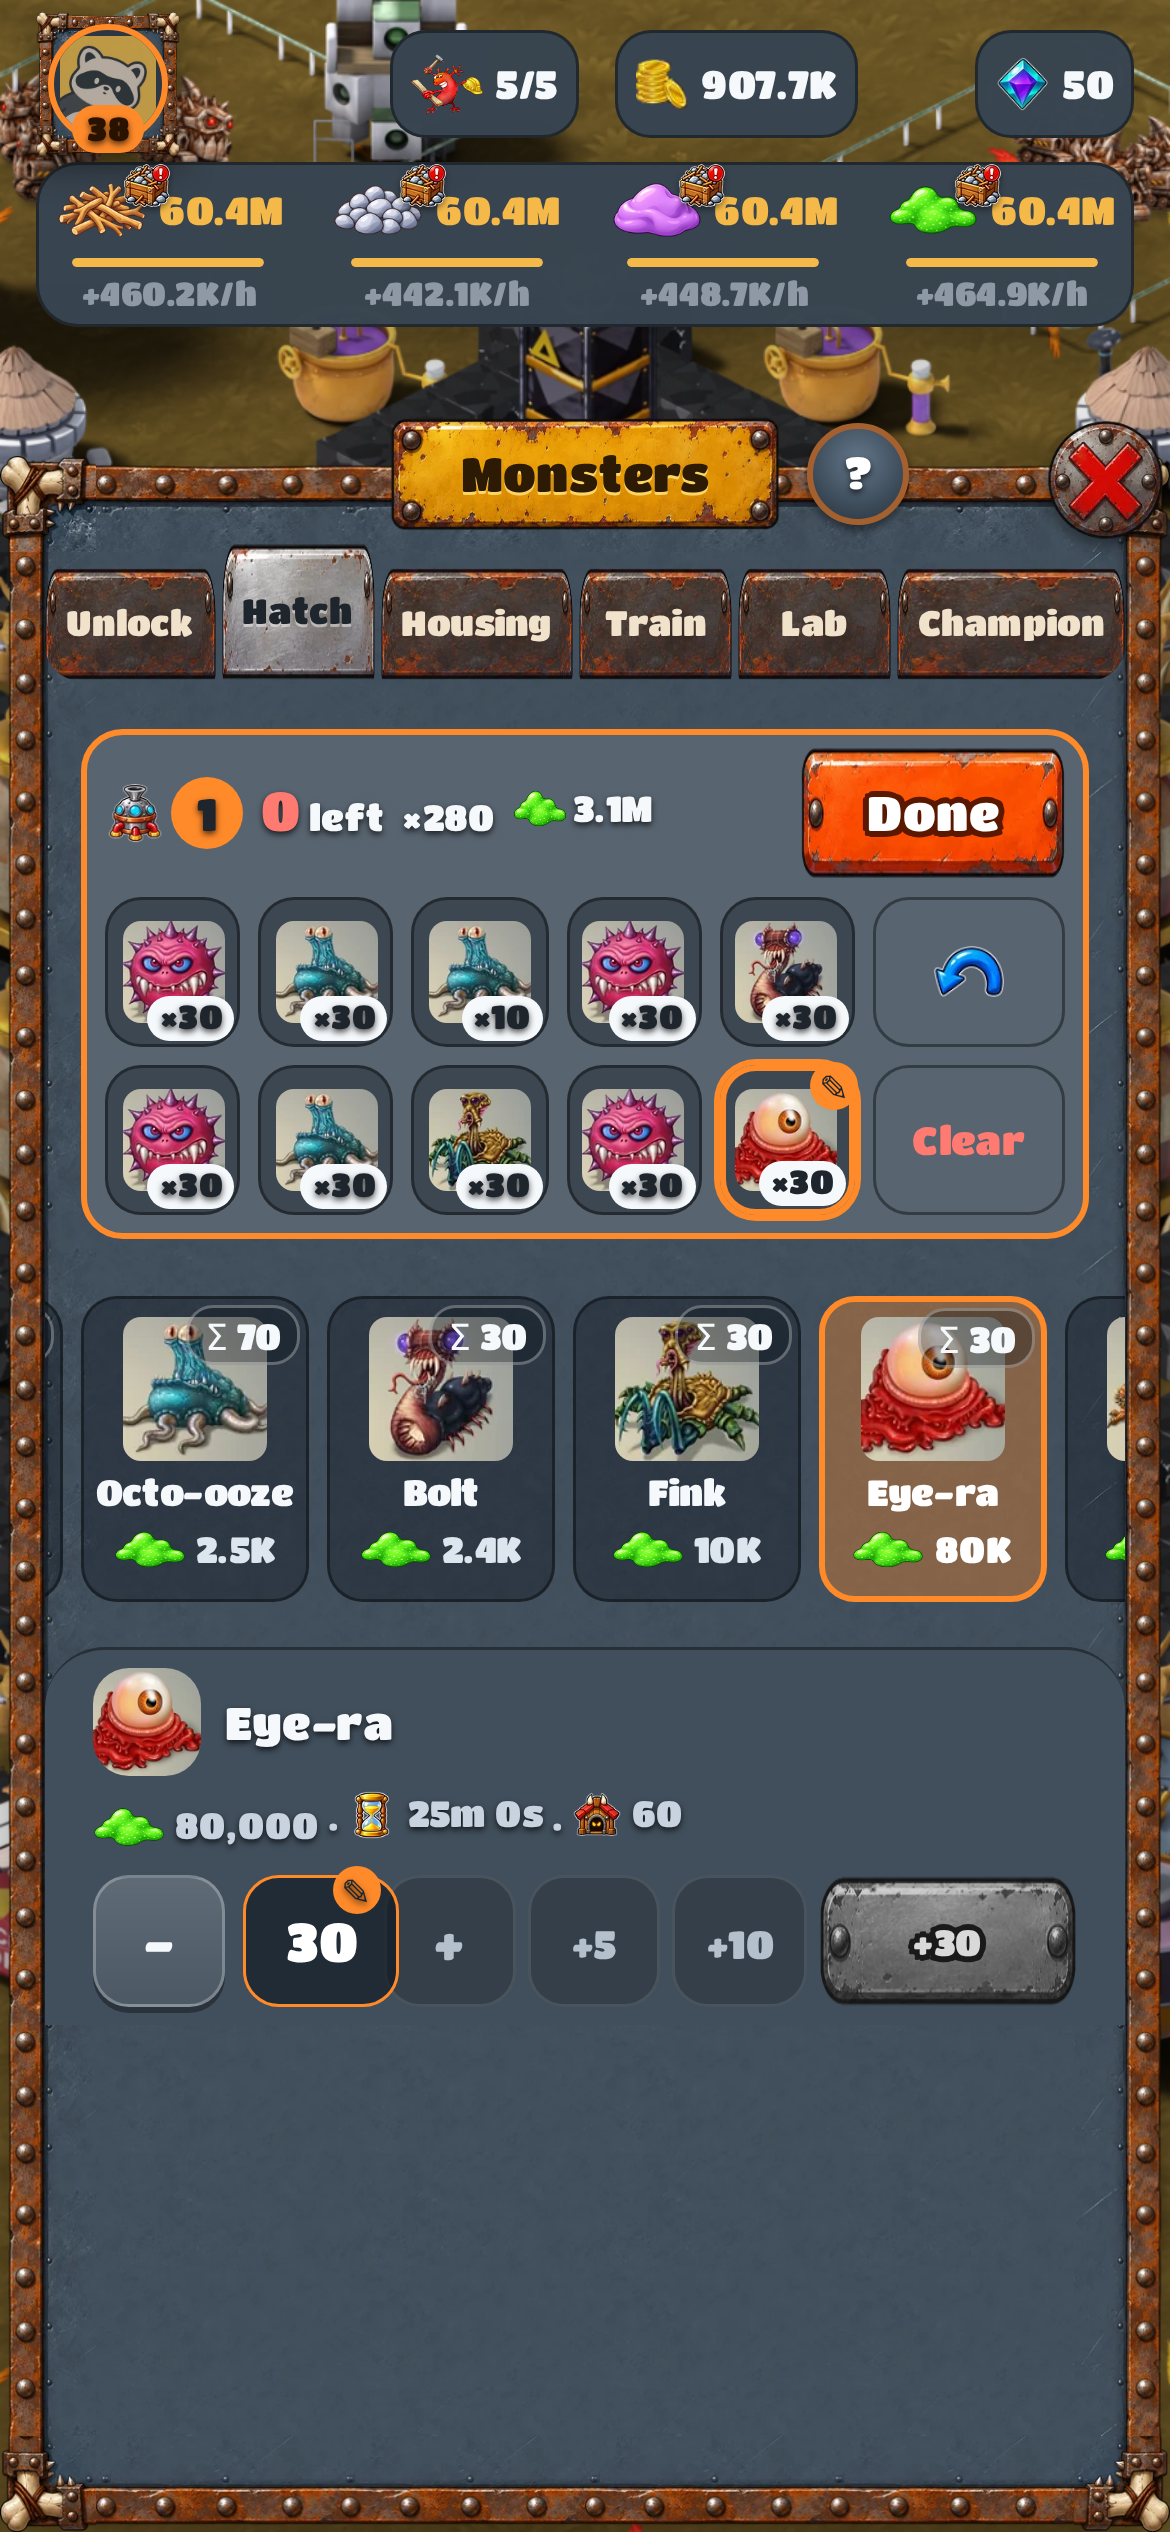 38
5/5
907.7K
50
60.4M
60.4M
60.4M
60.4M
+460.2K/h
+442.1K/h
+448.7K/h
+464.9K/h
Monsters
?
Unlock
Hatch
Housing
Train
Lab
Champion
1
0 left ×280
3.1M
Done
×30
×30
×10
×30
×30
×30
×30
×30
×30
×30
Clear
Σ 70
Σ 30
Σ 30
Σ 30
Octo-ooze
Bolt
Fink
Eye-ra
2.5K
2.4K
10K
80K
Eye-ra
80,000 · 25m 0s · 60
-
30
+
+5
+10
+30